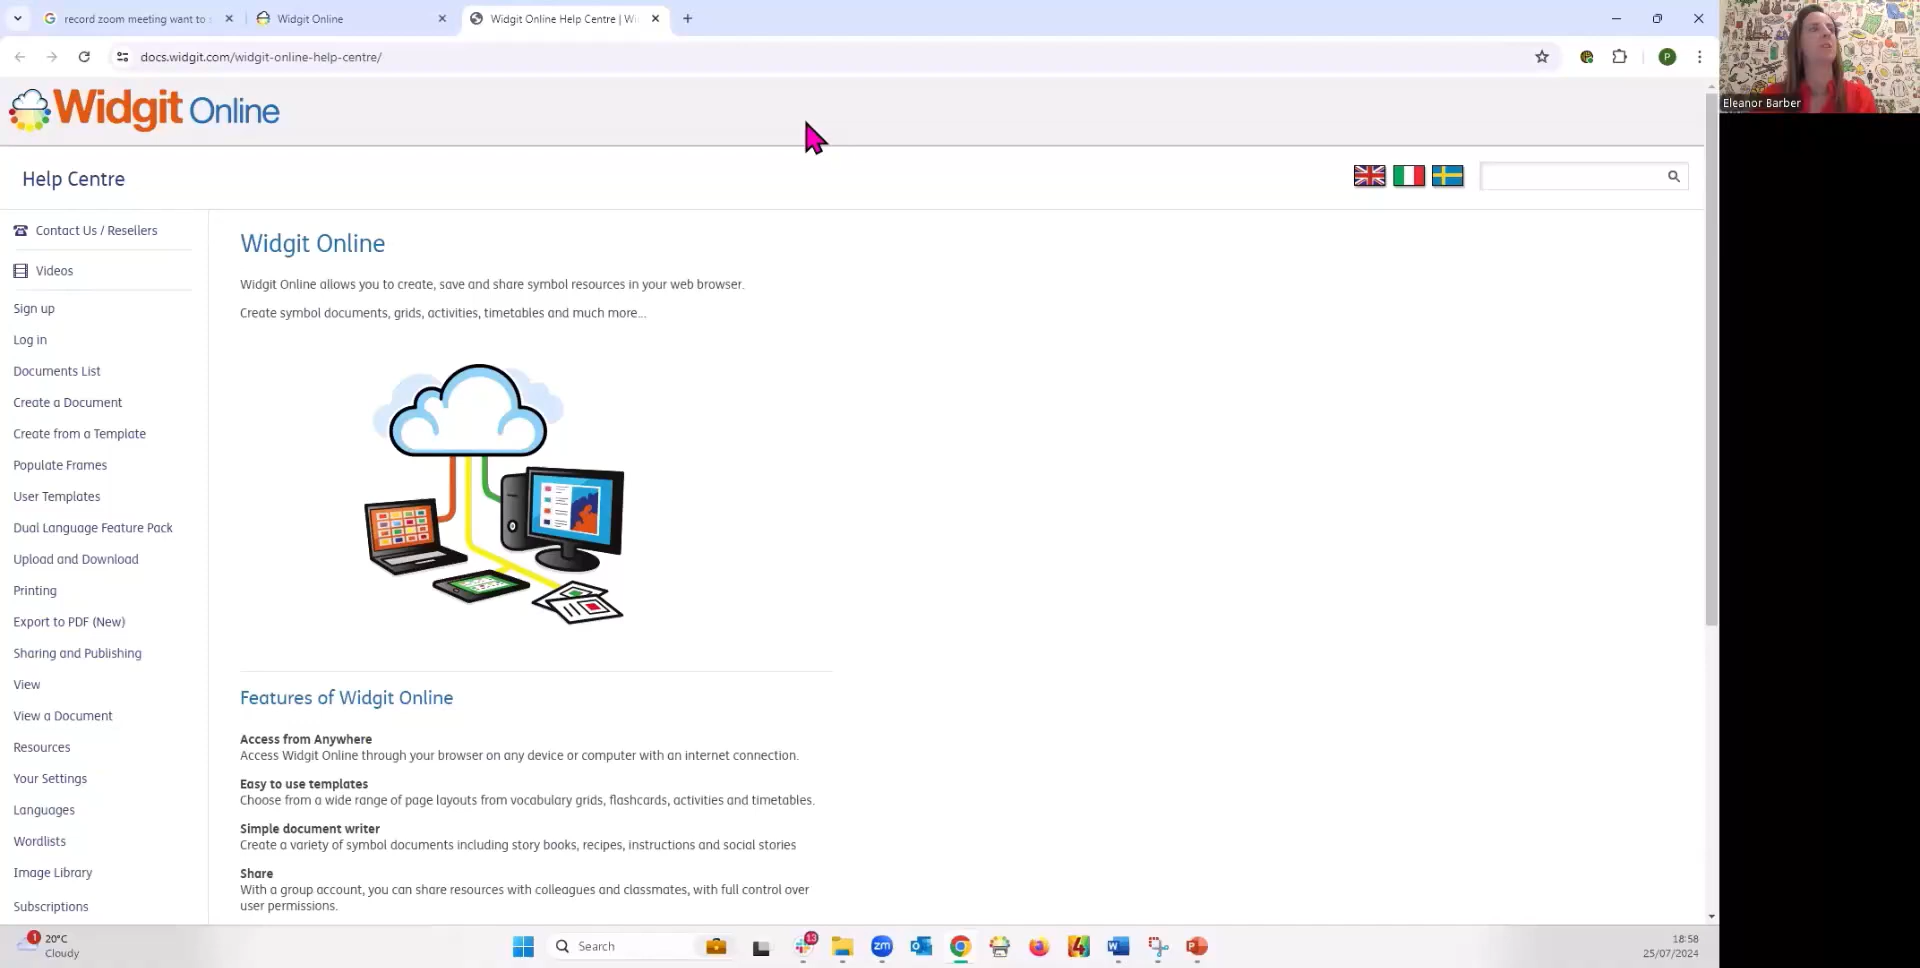 record zoom meeting want to
Widgit Online
Widgit Online Help Centre | Wi
docs.widgit.com/widgit-online-help-centre/
P
Eleanor Barber
Widgit Online
Help Centre
Contact Us / Resellers
Videos
Sign up
Log in
Documents List
Create a Document
Create from a Template
Populate Frames
User Templates
Dual Language Feature Pack
Upload and Download
Printing
Export to PDF (New)
Sharing and Publishing
View
View a Document
Resources
Your Settings
Languages
Wordlists
Image Library
Subscriptions
Widgit Online
Widgit Online allows you to create, save and share symbol resources in your web browser.
Create symbol documents, grids, activities, timetables and much more...
Features of Widgit Online
Access from Anywhere
Access Widgit Online through your browser on any device or computer with an internet connection.
Easy to use templates
Choose from a wide range of page layouts from vocabulary grids, flashcards, activities and timetables.
Simple document writer
Create a variety of symbol documents including story books, recipes, instructions and social stories
Share
With a group account, you can share resources with colleagues and classmates, with full control over
user permissions.
1
20°C
Cloudy
Search
13
zm
4
18:58
25/07/2024